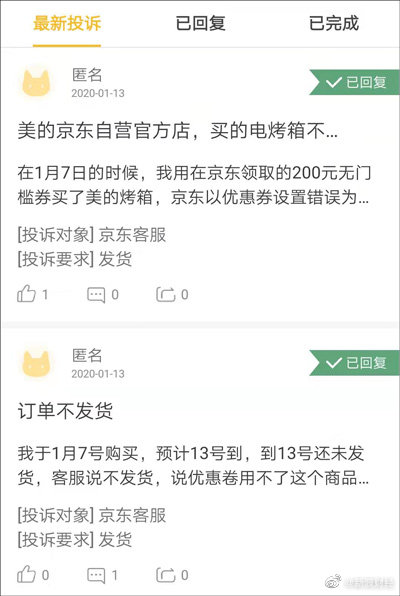 最新投诉 已回复 已完成
匿名
2020-01-13
已回复
美的京东自营官方店，买的电烤箱不...
在1月7日的时候，我用在京东领取的200元无门
槛券买了美的烤箱，京东以优惠券设置错误为...
[投诉对象] 京东客服
[投诉要求] 发货
1 0 0
匿名
2020-01-13
已回复
订单不发货
我于1月7号购买，预计13号到，到13号还未发
货，客服说不发货，说优惠卷用不了这个商品...
[投诉对象] 京东客服
[投诉要求] 发货
0 1 0